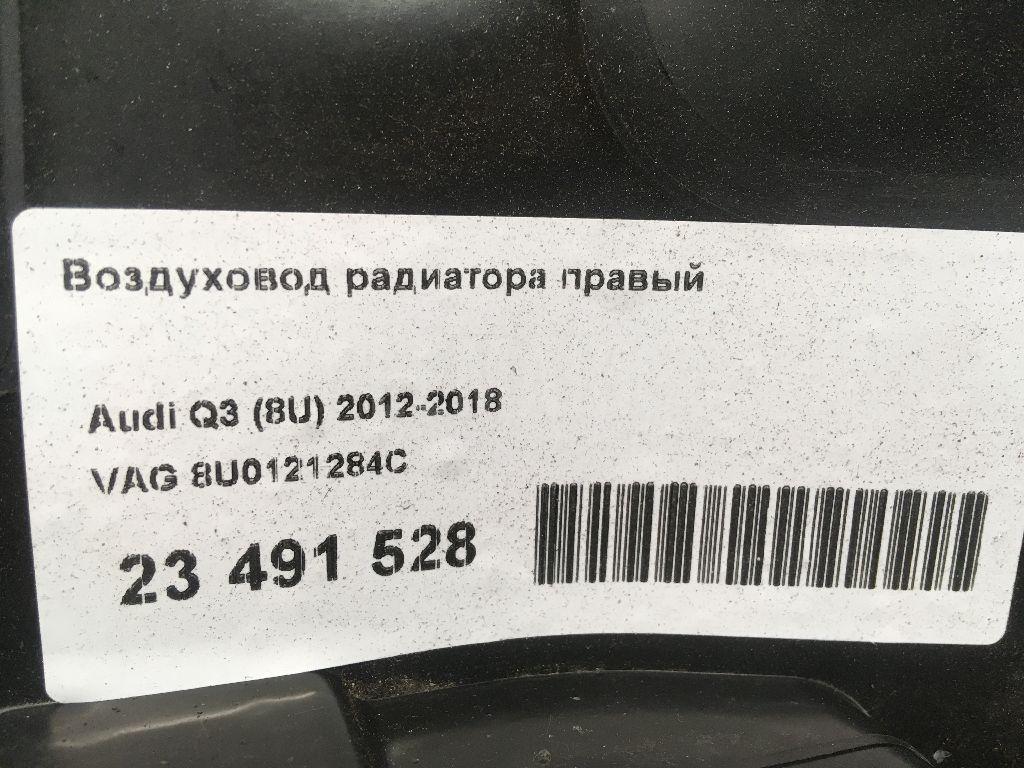 Воздуховод радиатора правый
Audi Q3 (8U) 2012-2018
VAG 8U0121284C
23 491 528